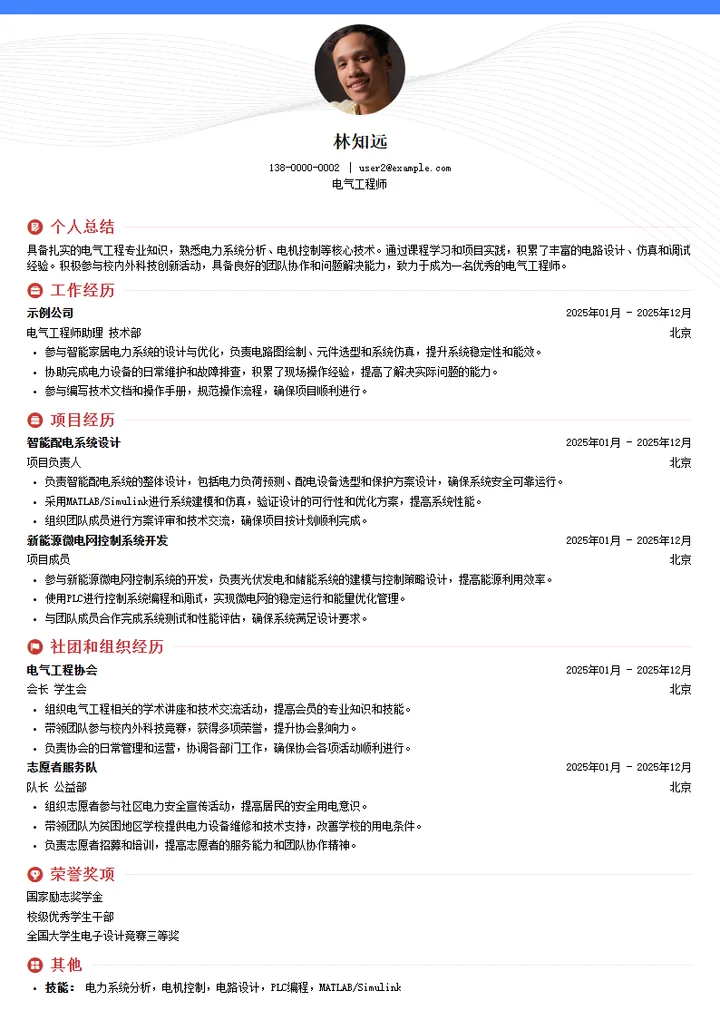 林知远
138-0000-0002 | user2@example.com
电气工程师
个人总结
具备扎实的电气工程专业知识，熟悉电力系统分析、电机控制等核心技术。通过课程学习和项目实践，积累了丰富的电路设计、仿真和调试
经验。积极参与校内外科技创新活动，具备良好的团队协作和问题解决能力，致力于成为一名优秀的电气工程师。
工作经历
示创公司 2025年01月 - 2025年12月
电气工程师助理 技术部 北京
• 参与智能家居电力系统的设计与优化，负责电路图绘制、元件选型和系统仿真，提升系统稳定性和能效。
• 协助完成电力设备的日常维护和故障排查，积累了现场操作经验，提高了解决实际问题的能力。
• 参与编写技术文档和操作手册，规范操作流程，确保项目顺利进行。
项目经历
智能配电系统设计 2025年01月 - 2025年12月
项目负责人 北京
• 负责智能配电系统的整体设计，包括电力负荷预测、配电设备选型和保护方案设计，确保系统安全可靠运行。
• 采用MATLAB/Simulink进行系统建模和仿真，验证设计的可行性和优化方案，提高系统性能。
• 组织团队成员进行方案评审和技术交流，确保项目按计划顺利完成。
新能源微电网控制系统开发 2025年01月 - 2025年12月
项目成员 北京
• 参与新能源微电网控制系统的开发，负责光伏发电和储能系统的建模与控制策略设计，提高能源利用效率。
• 使用PLC进行控制系统编程和调试，实现微电网的稳定运行和能量优化管理。
• 与团队成员合作完成系统测试和性能评估，确保系统满足设计要求。
社团和组织经历
电气工程协会 2025年01月 - 2025年12月
会长 学生会 北京
• 组织电气工程相关的学术讲座和技术交流活动，提高会员的专业知识和技能。
• 带领团队参与校内外科技竞赛，获得多项荣誉，提升协会影响力。
• 负责协会的日常管理和运营，协调各部门工作，确保协会各项活动顺利进行。
志愿者服务队 2025年01月 - 2025年12月
队长 公益部 北京
• 组织志愿者参与社区电力安全宣传活动，提高居民的安全用电意识。
• 带领团队为贫困地区学校提供电力设备维修和技术支持，改善学校的用电条件。
• 负责志愿者招募和培训，提高志愿者的服务能力和团队协作精神。
荣誉奖项
国家励志奖学金
校级优秀学生干部
全国大学生电子设计竞赛三等奖
其他
• 技能： 电力系统分析，电机控制，电路设计，PLC编程，MATLAB/Simulink